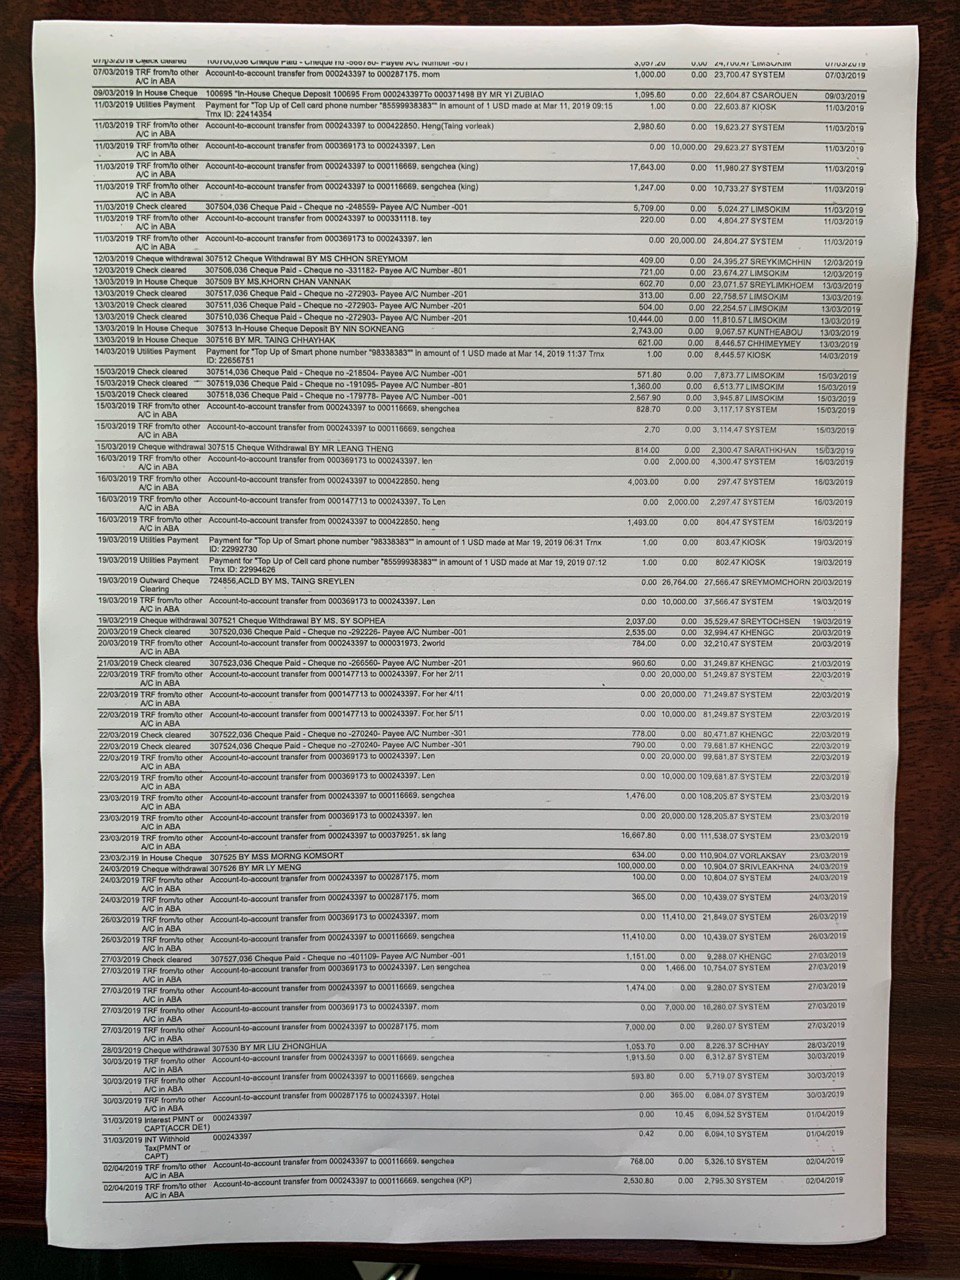 07/03/2019 Check cleared 100700,036 Cheque Paid - Cheque no -566780- Payee A/C Number -601 3,057.20 0.00 24,700.47 LIMSOKIM 07/03/2019
07/03/2019 TRF from/to other Account-to-account transfer from 000243397 to 000287175. mom 1,000.00 0.00 23,700.47 SYSTEM 07/03/2019
A/C in ABA
09/03/2019 In House Cheque 100695 "In-House Cheque Deposit 100695 From 000243397To 000371498 BY MR YI ZUBIAO 1,095.60 0.00 22,604.87 CSAROUEN 09/03/2019
11/03/2019 Utilities Payment Payment for "Top Up of Cell card phone number "85599938383"" in amount of 1 USD made at Mar 11, 2019 09:15 1.00 0.00 22,603.87 KIOSK 11/03/2019
Trnx ID: 22414354
11/03/2019 TRF from/to other Account-to-account transfer from 000243397 to 000422850. Heng(Taing vorleak) 2,980.60 0.00 19,623.27 SYSTEM 11/03/2019
A/C in ABA
11/03/2019 TRF from/to other Account-to-account transfer from 000369173 to 000243397. Len 0.00 10,000.00 29,623.27 SYSTEM 11/03/2019
A/C in ABA
11/03/2019 TRF from/to other Account-to-account transfer from 000243397 to 000116669. sengchea (king) 17,643.00 0.00 11,980.27 SYSTEM 11/03/2019
A/C in ABA
11/03/2019 TRF from/to other Account-to-account transfer from 000243397 to 000116669. sengchea (king) 1,247.00 0.00 10,733.27 SYSTEM 11/03/2019
A/C in ABA
11/03/2019 Check cleared 307504,036 Cheque Paid - Cheque no -248559- Payee A/C Number -001 5,709.00 0.00 5,024.27 LIMSOKIM 11/03/2019
11/03/2019 TRF from/to other Account-to-account transfer from 000243397 to 000331118. tey 220.00 0.00 4,804.27 SYSTEM 11/03/2019
A/C in ABA
11/03/2019 TRF from/to other Account-to-account transfer from 000369173 to 000243397. len 0.00 20,000.00 24,804.27 SYSTEM 11/03/2019
A/C in ABA
12/03/2019 Cheque withdrawal 307512 Cheque Withdrawal BY MS CHHON SREYMOM 409.00 0.00 24,395.27 SREYKIMCHHIN 12/03/2019
12/03/2019 Check cleared 307506,036 Cheque Paid - Cheque no -331182- Payee A/C Number -801 721.00 0.00 23,674.27 LIMSOKIM 12/03/2019
13/03/2019 In House Cheque 307509 BY MS.KHORN CHAN VANNAK 602.70 0.00 23,071.57 SREYLIMKHOEM 13/03/2019
13/03/2019 Check cleared 307517,036 Cheque Paid - Cheque no -272903- Payee A/C Number -201 313.00 0.00 22,758.57 LIMSOKIM 13/03/2019
13/03/2019 Check cleared 307511,036 Cheque Paid - Cheque no -272903- Payee A/C Number -201 504.00 0.00 22,254.57 LIMSOKIM 13/03/2019
13/03/2019 Check cleared 307510,036 Cheque Paid - Cheque no -272903- Payee A/C Number -201 10,444.00 0.00 11,810.57 LIMSOKIM 13/03/2019
13/03/2019 In House Cheque 307513 In-House Cheque Deposit BY NIN SOKNEANG 2,743.00 0.00 9,067.57 KUNTHEABOU 13/03/2019
13/03/2019 In House Cheque 307516 BY MR. TAING CHHAYHAK 621.00 0.00 8,446.57 CHHIMEYMEY 13/03/2019
14/03/2019 Utilities Payment Payment for "Top Up of Smart phone number "98338383"" in amount of 1 USD made at Mar 14, 2019 11:37 Trnx 1.00 0.00 8,445.57 KIOSK 14/03/2019
ID: 22656751
15/03/2019 Check cleared 307514,036 Cheque Paid - Cheque no -218504- Payee A/C Number -001 571.80 0.00 7,873.77 LIMSOKIM 15/03/2019
15/03/2019 Check cleared 307519,036 Cheque Paid - Cheque no -191095- Payee A/C Number -801 1,360.00 0.00 6,513.77 LIMSOKIM 15/03/2019
15/03/2019 Check cleared 307518,036 Cheque Paid - Cheque no -179778- Payee A/C Number -001 2,567.90 0.00 3,945.87 LIMSOKIM 15/03/2019
15/03/2019 TRF from/to other Account-to-account transfer from 000243397 to 000116669. shengchea 828.70 0.00 3,117.17 SYSTEM 15/03/2019
A/C in ABA
15/03/2019 TRF from/to other Account-to-account transfer from 000243397 to 000116669. sengchea 2.70 0.00 3,114.47 SYSTEM 15/03/2019
A/C in ABA
15/03/2019 Cheque withdrawal 307515 Cheque Withdrawal BY MR LEANG THENG 814.00 0.00 2,300.47 SARATHKHAN 15/03/2019
16/03/2019 TRF from/to other Account-to-account transfer from 000369173 to 000243397. len 0.00 2,000.00 4,300.47 SYSTEM 16/03/2019
A/C in ABA
16/03/2019 TRF from/to other Account-to-account transfer from 000243397 to 000422850. heng 4,003.00 0.00 297.47 SYSTEM 16/03/2019
A/C in ABA
16/03/2019 TRF from/to other Account-to-account transfer from 000147713 to 000243397. To Len 0.00 2,000.00 2,297.47 SYSTEM 16/03/2019
A/C in ABA
16/03/2019 TRF from/to other Account-to-account transfer from 000243397 to 000422850. heng 1,493.00 0.00 804.47 SYSTEM 16/03/2019
A/C in ABA
19/03/2019 Utilities Payment Payment for "Top Up of Smart phone number "98338383"" in amount of 1 USD made at Mar 19, 2019 06:31 Trnx 1.00 0.00 803.47 KIOSK 19/03/2019
ID: 22992730
19/03/2019 Utilities Payment Payment for "Top Up of Cell card phone number "85599938383"" in amount of 1 USD made at Mar 19, 2019 07:12 1.00 0.00 802.47 KIOSK 19/03/2019
Trnx ID: 22994626
19/03/2019 Outward Cheque 724856,ACLD BY MS. TAING SREYLEN 0.00 26,764.00 27,566.47 SREYMOMCHORN 20/03/2019
Clearing
19/03/2019 TRF from/to other Account-to-account transfer from 000369173 to 000243397. Len 0.00 10,000.00 37,566.47 SYSTEM 19/03/2019
A/C in ABA
19/03/2019 Cheque withdrawal 307521 Cheque Withdrawal BY MS. SY SOPHEA 2,037.00 0.00 35,529.47 SREYTOCHSEN 19/03/2019
20/03/2019 Check cleared 307520,036 Cheque Paid - Cheque no -292226- Payee A/C Number -001 2,535.00 0.00 32,994.47 KHENGC 20/03/2019
20/03/2019 TRF from/to other Account-to-account transfer from 000243397 to 000031973. 2world 784.00 0.00 32,210.47 SYSTEM 20/03/2019
A/C in ABA
21/03/2019 Check cleared 307523,036 Cheque Paid - Cheque no -266560- Payee A/C Number -201 960.60 0.00 31,249.87 KHENGC 21/03/2019
22/03/2019 TRF from/to other Account-to-account transfer from 000147713 to 000243397. For her 2/11 0.00 20,000.00 51,249.87 SYSTEM 22/03/2019
A/C in ABA
22/03/2019 TRF from/to other Account-to-account transfer from 000147713 to 000243397. For her 4/11 0.00 20,000.00 71,249.87 SYSTEM 22/03/2019
A/C in ABA
22/03/2019 TRF from/to other Account-to-account transfer from 000147713 to 000243397. For her 5/11 0.00 10,000.00 81,249.87 SYSTEM 22/03/2019
A/C in ABA
22/03/2019 Check cleared 307522,036 Cheque Paid - Cheque no -270240- Payee A/C Number -301 778.00 0.00 80,471.87 KHENGC 22/03/2019
22/03/2019 Check cleared 307524,036 Cheque Paid - Cheque no -270240- Payee A/C Number -301 790.00 0.00 79,681.87 KHENGC 22/03/2019
22/03/2019 TRF from/to other Account-to-account transfer from 000369173 to 000243397. Len 0.00 20,000.00 99,681.87 SYSTEM 22/03/2019
A/C in ABA
22/03/2019 TRF from/to other Account-to-account transfer from 000369173 to 000243397. Len 0.00 10,000.00 109,681.87 SYSTEM 22/03/2019
A/C in ABA
23/03/2019 TRF from/to other Account-to-account transfer from 000243397 to 000116669. sengchea 1,476.00 0.00 108,205.87 SYSTEM 23/03/2019
A/C in ABA
23/03/2019 TRF from/to other Account-to-account transfer from 000369173 to 000243397. len 0.00 20,000.00 128,205.87 SYSTEM 23/03/2019
A/C in ABA
23/03/2019 TRF from/to other Account-to-account transfer from 000243397 to 000379251. sk lang 16,667.80 0.00 111,538.07 SYSTEM 23/03/2019
A/C in ABA
23/03/2019 In House Cheque 307525 BY MSS MORNG KOMSORT 634.00 0.00 110,904.07 VORLAKSAY 23/03/2019
24/03/2019 Cheque withdrawal 307526 BY MR LY MENG 100,000.00 0.00 10,904.07 SRIVLEAKHNA 24/03/2019
24/03/2019 TRF from/to other Account-to-account transfer from 000243397 to 000287175. mom 100.00 0.00 10,804.07 SYSTEM 24/03/2019
A/C in ABA
24/03/2019 TRF from/to other Account-to-account transfer from 000243397 to 000287175. mom 365.00 0.00 10,439.07 SYSTEM 24/03/2019
A/C in ABA
26/03/2019 TRF from/to other Account-to-account transfer from 000369173 to 000243397. mom 0.00 11,410.00 21,849.07 SYSTEM 26/03/2019
A/C in ABA
26/03/2019 TRF from/to other Account-to-account transfer from 000243397 to 000116669. sengchea 11,410.00 0.00 10,439.07 SYSTEM 26/03/2019
A/C in ABA
27/03/2019 Check cleared 307527,036 Cheque Paid - Cheque no -401109- Payee A/C Number -001 1,151.00 0.00 9,288.07 KHENGC 27/03/2019
27/03/2019 TRF from/to other Account-to-account transfer from 000369173 to 000243397. Len sengchea 0.00 1,466.00 10,754.07 SYSTEM 27/03/2019
A/C in ABA
27/03/2019 TRF from/to other Account-to-account transfer from 000243397 to 000116669. sengchea 1,474.00 0.00 9,280.07 SYSTEM 27/03/2019
A/C in ABA
27/03/2019 TRF from/to other Account-to-account transfer from 000369173 to 000243397. mom 0.00 7,000.00 16,280.07 SYSTEM 27/03/2019
A/C in ABA
27/03/2019 TRF from/to other Account-to-account transfer from 000243397 to 000287175. mom 7,000.00 0.00 9,280.07 SYSTEM 27/03/2019
A/C in ABA
28/03/2019 Cheque withdrawal 307530 BY MR LIU ZHONGHUA 1,053.70 0.00 8,226.37 SCHHAY 28/03/2019
30/03/2019 TRF from/to other Account-to-account transfer from 000243397 to 000116669. sengchea 1,913.50 0.00 6,312.87 SYSTEM 30/03/2019
A/C in ABA
30/03/2019 TRF from/to other Account-to-account transfer from 000243397 to 000116669. sengchea 593.80 0.00 5,719.07 SYSTEM 30/03/2019
A/C in ABA
30/03/2019 TRF from/to other Account-to-account transfer from 000287175 to 000243397. Hotel 0.00 365.00 6,084.07 SYSTEM 30/03/2019
A/C in ABA
31/03/2019 Interest PMNT or 000243397 0.00 10.45 6,094.52 SYSTEM 01/04/2019
CAPT(ACCR DE1)
31/03/2019 INT Withhold 000243397 0.42 0.00 6,094.10 SYSTEM 01/04/2019
Tax(PMNT or
CAPT)
02/04/2019 TRF from/to other Account-to-account transfer from 000243397 to 000116669. sengchea 768.00 0.00 5,326.10 SYSTEM 02/04/2019
A/C in ABA
02/04/2019 TRF from/to other Account-to-account transfer from 000243397 to 000116669. sengchea (KP) 2,530.80 0.00 2,795.30 SYSTEM 02/04/2019
A/C in ABA